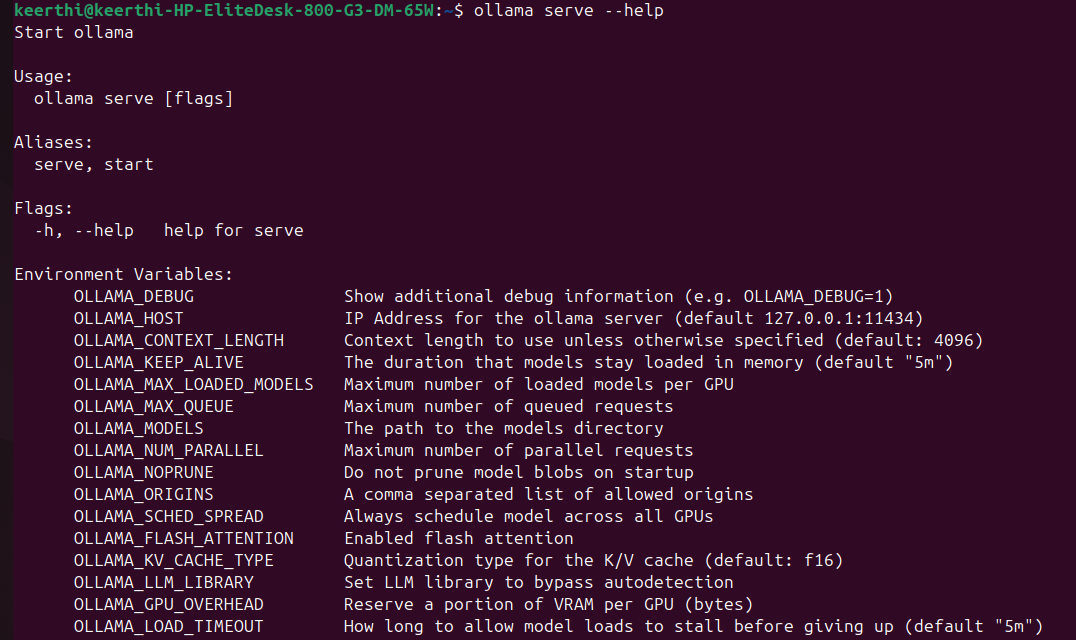 keerthi@keerthi-HP-EliteDesk-800-G3-DM-65W:~$ ollama serve --help
Start ollama
Usage:
ollama serve [flags]
Aliases:
serve, start
Flags:
-h, --help   help for serve
Environment Variables:
OLLAMA_DEBUG               Show additional debug information (e.g. OLLAMA_DEBUG=1)
OLLAMA_HOST                IP Address for the ollama server (default 127.0.0.1:11434)
OLLAMA_CONTEXT_LENGTH      Context length to use unless otherwise specified (default: 4096)
OLLAMA_KEEP_ALIVE          The duration that models stay loaded in memory (default "5m")
OLLAMA_MAX_LOADED_MODELS   Maximum number of loaded models per GPU
OLLAMA_MAX_QUEUE           Maximum number of queued requests
OLLAMA_MODELS              The path to the models directory
OLLAMA_NUM_PARALLEL        Maximum number of parallel requests
OLLAMA_NOPRUNE             Do not prune model blobs on startup
OLLAMA_ORIGINS             A comma separated list of allowed origins
OLLAMA_SCHED_SPREAD        Always schedule model across all GPUs
OLLAMA_FLASH_ATTENTION     Enabled flash attention
OLLAMA_KV_CACHE_TYPE       Quantization type for the K/V cache (default: f16)
OLLAMA_LLM_LIBRARY         Set LLM library to bypass autodetection
OLLAMA_GPU_OVERHEAD        Reserve a portion of VRAM per GPU (bytes)
OLLAMA_LOAD_TIMEOUT        How long to allow model loads to stall before giving up (default "5m")